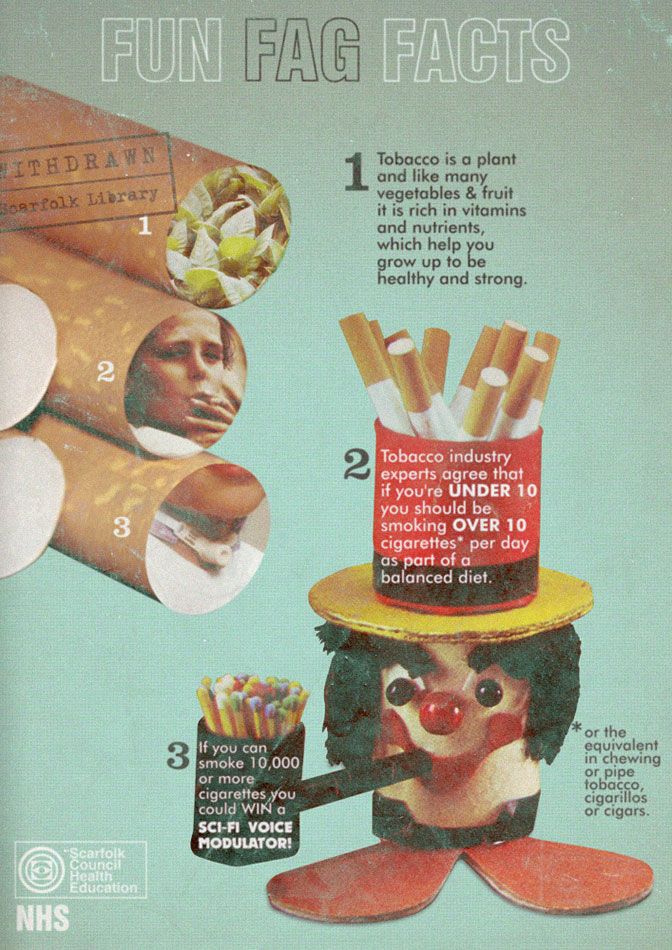 FUN FAG FACTS
WITHDRAWN
Scarfolk Library
1
2
3
1 Tobacco is a plant
and like many
vegetables & fruit
it is rich in vitamins
and nutrients,
which help you
grow up to be
healthy and strong.
2 Tobacco industry
experts agree that
if you're UNDER 10
you should be
smoking OVER 10
cigarettes* per day
as part of a
balanced diet.
3 If you can
smoke 10,000
or more
cigarettes you
could WIN a
SCI-FI VOICE
MODULATOR!
*or the
equivalent
in chewing
or pipe
tobacco,
cigarillos
or cigars.
Scarfolk
Council
Health
Education
NHS